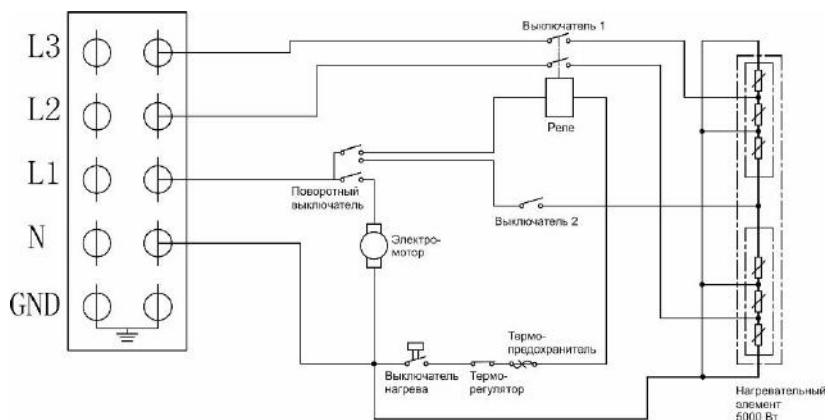 L3
L2
L1
N
GND
Выключатель 1
Реле
Поворотный
выключатель
Выключатель 2
Электро-
мотор
Термо-
предохранитель
Выключатель
нагрева
Термо-
регулятор
Нагревательный
элемент
5000 Вт